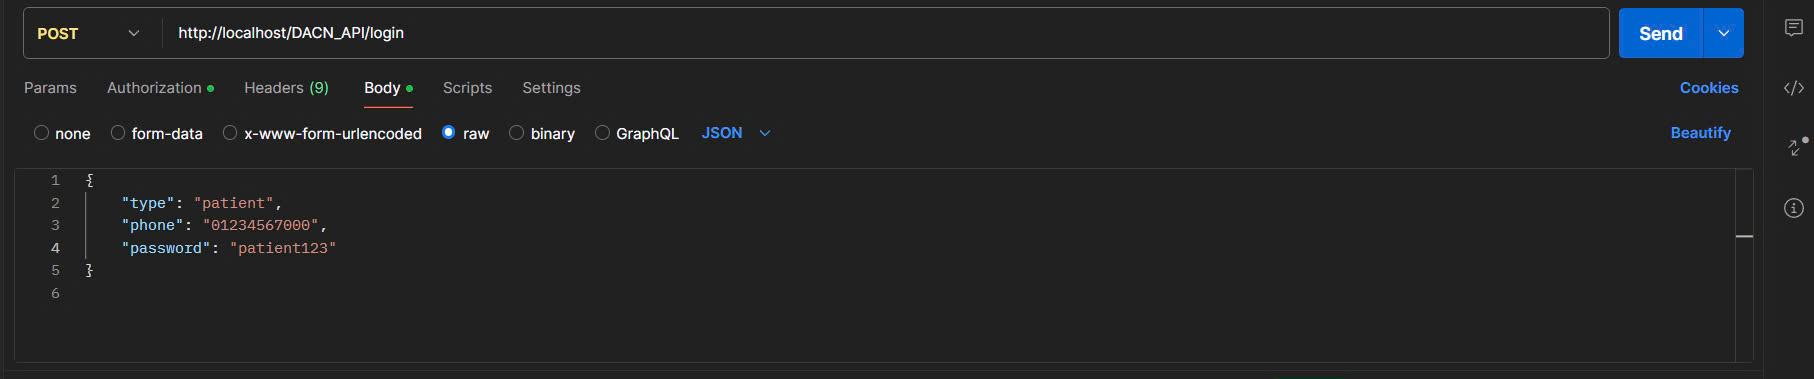 POST http://localhost/DACN_API/login Send
Params Authorization Headers (9) Body Scripts Settings Cookies
none form-data x-www-form-urlencoded raw binary GraphQL JSON Beautify
1 {
2 "type": "patient",
3 "phone": "01234567000",
4 "password": "patient123"
5 }
6